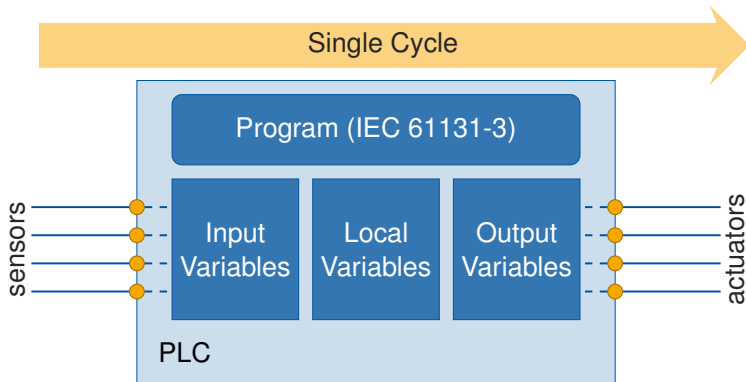 Single Cycle
Program (IEC 61131-3)
sensors
Input
Variables
Local
Variables
Output
Variables
actuators
PLC